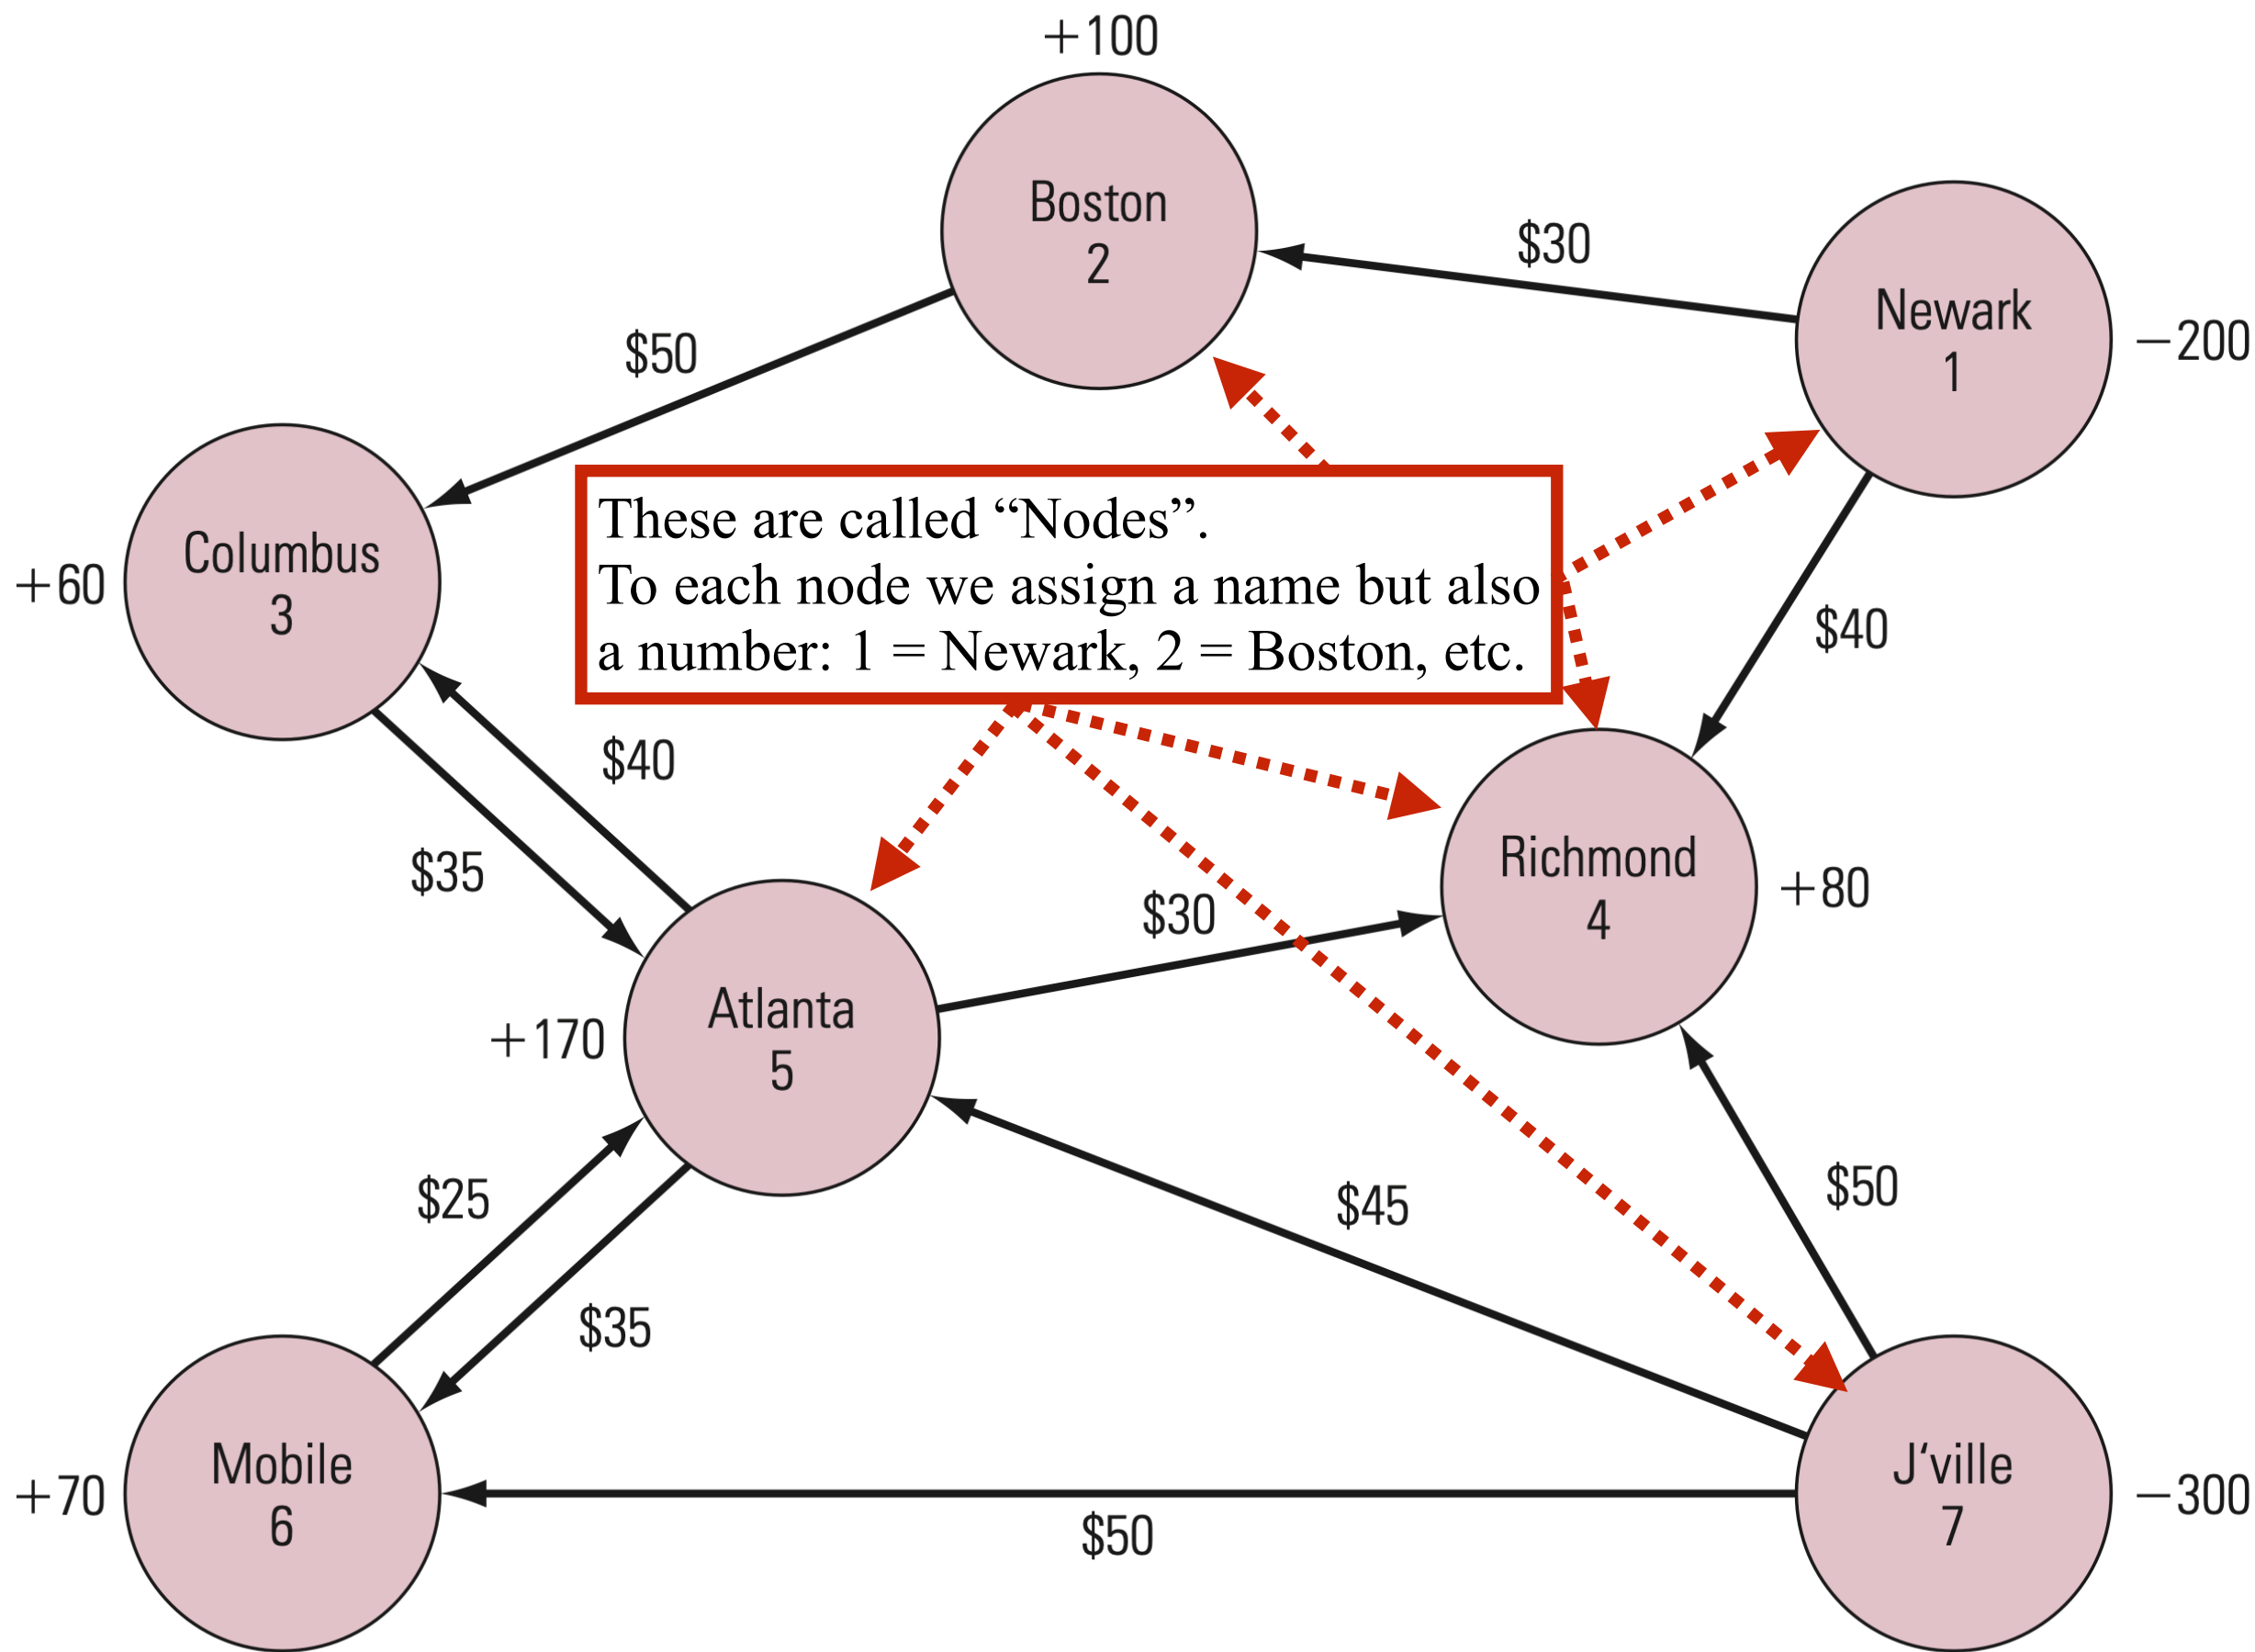 +100
Boston
2
$30
Newark
1
−200
$50
Columbus
3
+60
These are called “Nodes”.
To each node we assign a name but also
a number: 1 = Newark, 2 = Boston, etc.
$40
$40
$35
Richmond
4
+80
$30
Atlanta
5
+170
$25
$45
$50
$35
Mobile
6
+70
J‘ville
7
−300
$50